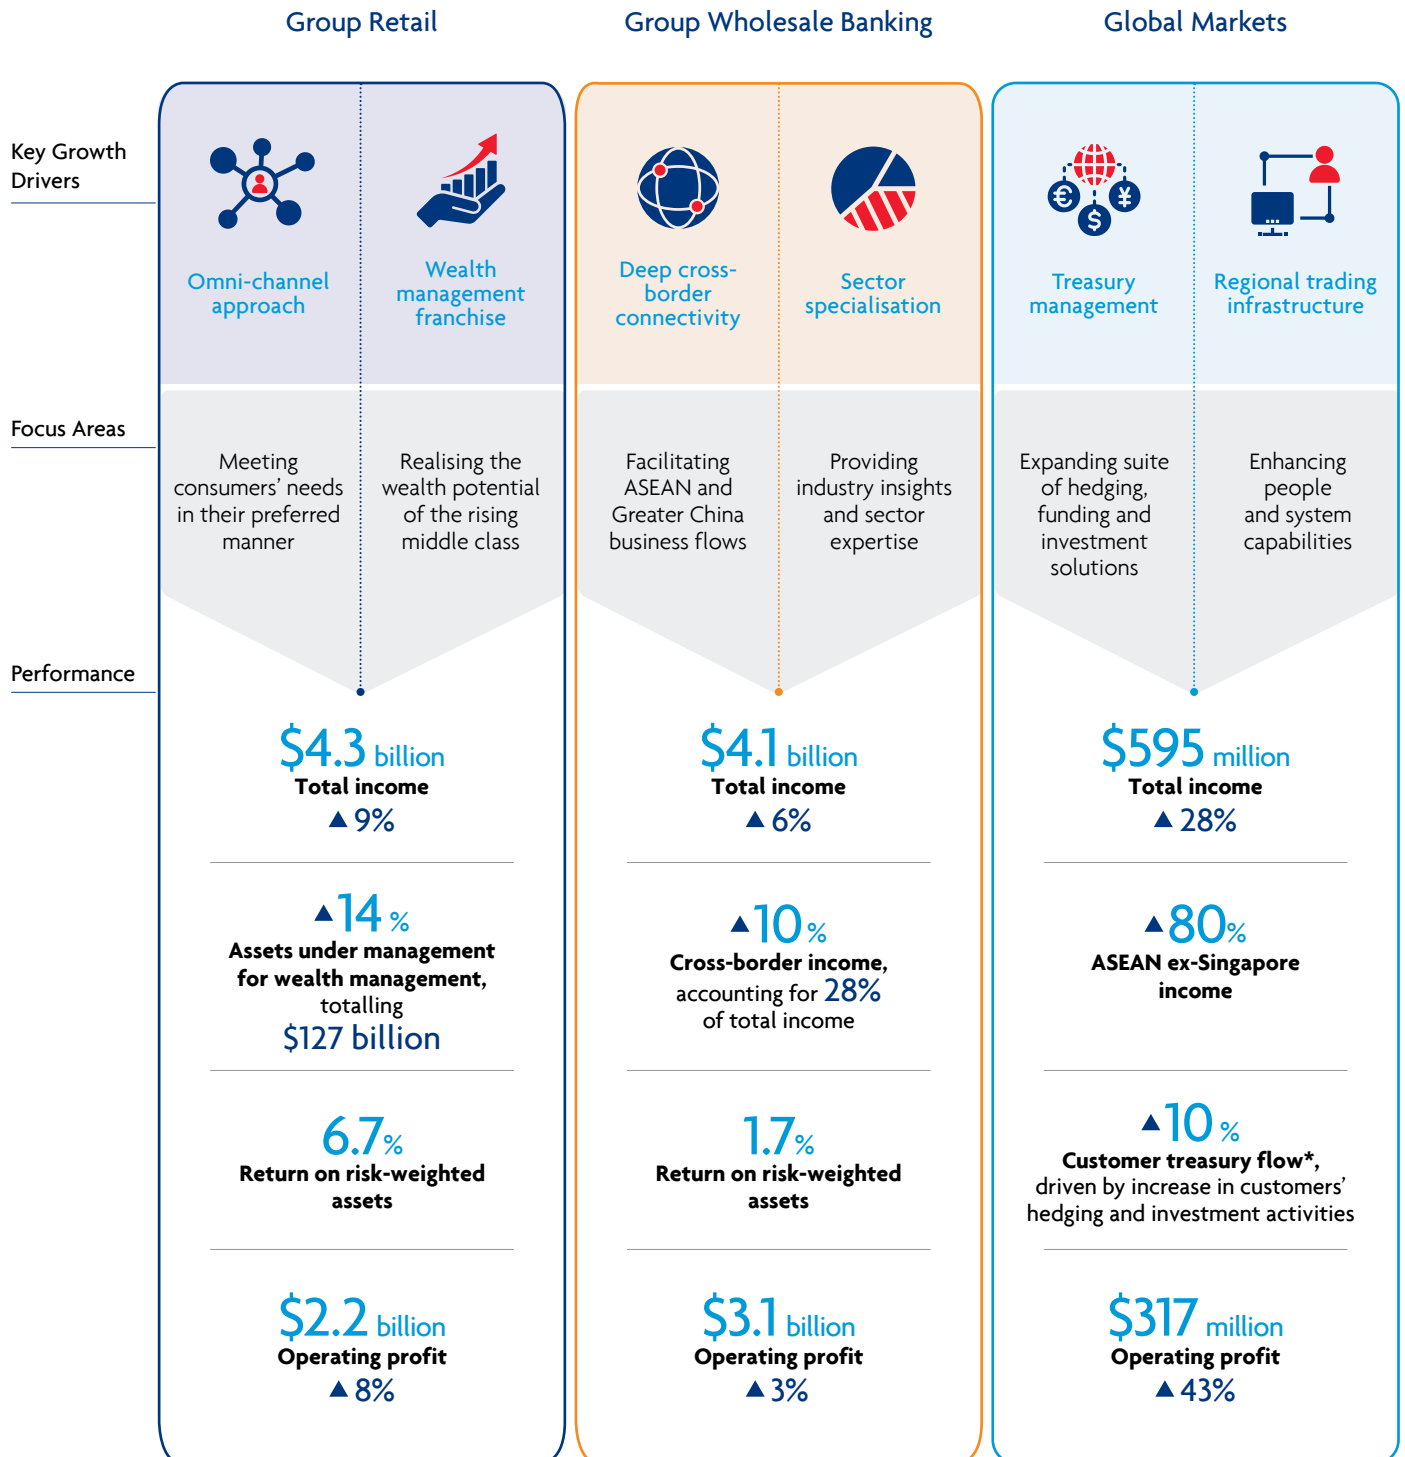 Group Retail
Group Wholesale Banking
Global Markets
Key Growth
Drivers
€
$
¥
Omni-channel
approach
Wealth
management
franchise
Deep cross-
border
connectivity
Sector
specialisation
Treasury
management
Regional trading
infrastructure
Focus Areas
Meeting
consumers’ needs
in their preferred
manner
Realising the
wealth potential
of the rising
middle class
Facilitating
ASEAN and
Greater China
business flows
Providing
industry insights
and sector
expertise
Expanding suite
of hedging,
funding and
investment
solutions
Enhancing
people
and system
capabilities
Performance
$4.3 billion
Total income
▲ 9%
▲14 %
Assets under management
for wealth management,
totalling
$127 billion
6.7%
Return on risk-weighted
assets
$2.2 billion
Operating profit
▲ 8%
$4.1 billion
Total income
▲ 6%
▲10 %
Cross-border income,
accounting for 28%
of total income
1.7%
Return on risk-weighted
assets
$3.1 billion
Operating profit
▲ 3%
$595 million
Total income
▲ 28%
▲80%
ASEAN ex-Singapore
income
▲10 %
Customer treasury flow*,
driven by increase in customers’
hedging and investment activities
$317 million
Operating profit
▲ 43%